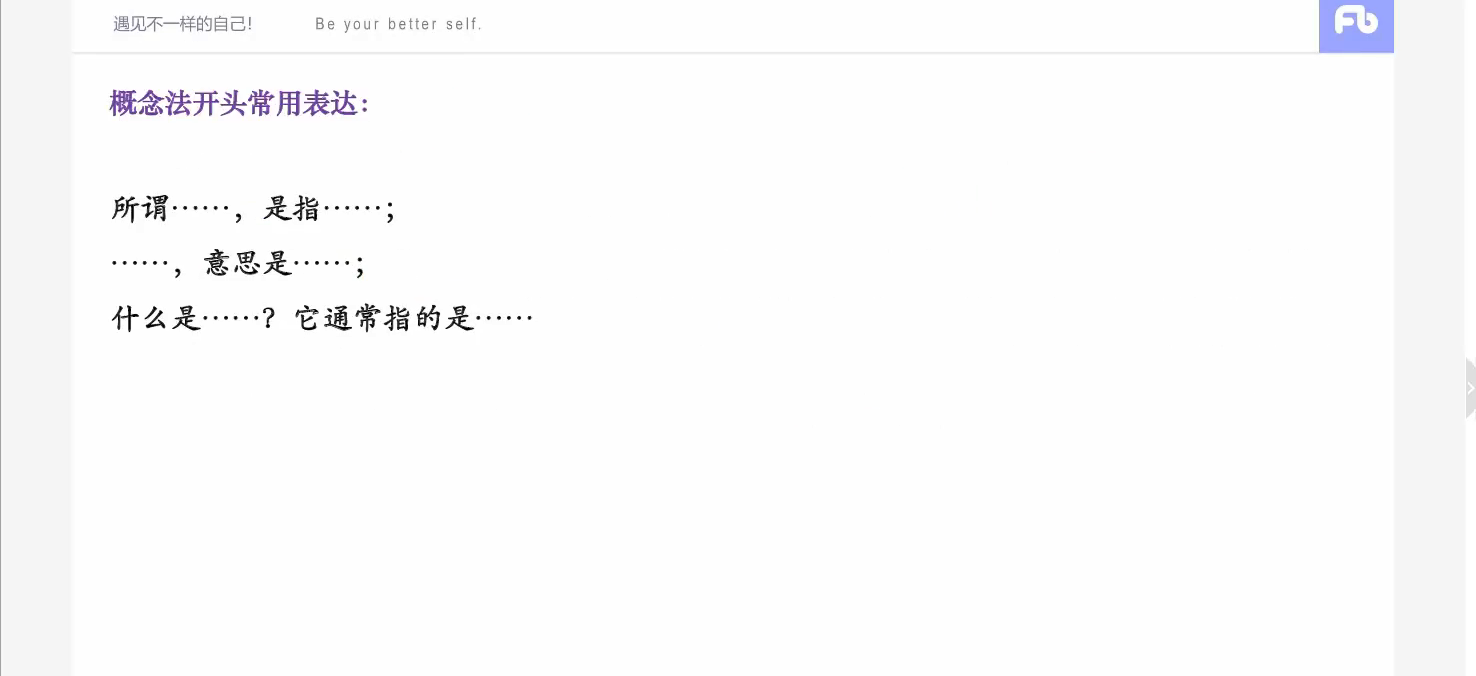 遇见不一样的自己! Be your better self.
Fb
概念法开头常用表达:
所谓……，是指……;
……，意思是……;
什么是……? 它通常指的是……